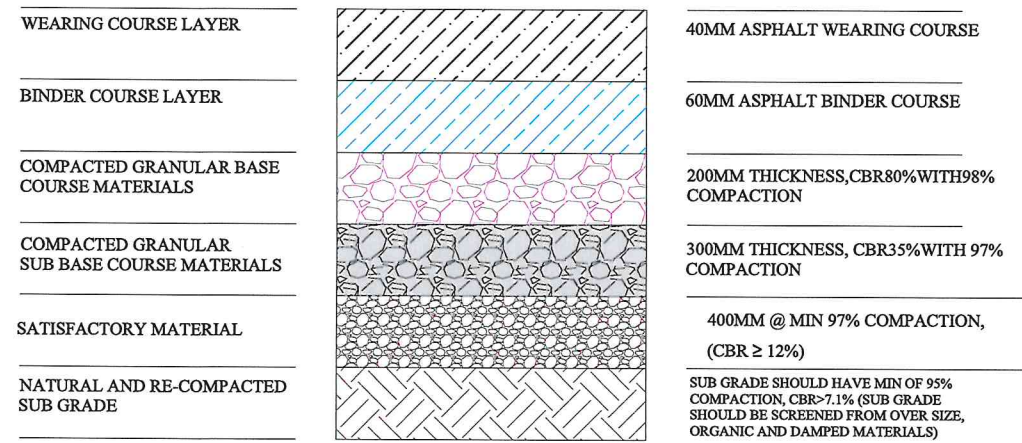 WEARING COURSE LAYER
40MM ASPHALT WEARING COURSE
BINDER COURSE LAYER
60MM ASPHALT BINDER COURSE
COMPACTED GRANULAR BASE
COURSE MATERIALS
200MM THICKNESS,CBR80%WITH98%
COMPACTION
COMPACTED GRANULAR
SUB BASE COURSE MATERIALS
300MM THICKNESS, CBR35%WITH 97%
COMPACTION
SATISFACTORY MATERIAL
400MM @ MIN 97% COMPACTION,
(CBR ≥ 12%)
NATURAL AND RE-COMPACTED
SUB GRADE
SUB GRADE SHOULD HAVE MIN OF 95%
COMPACTION, CBR>7.1% (SUB GRADE
SHOULD BE SCREENED FROM OVER SIZE,
ORGANIC AND DAMPED MATERIALS)